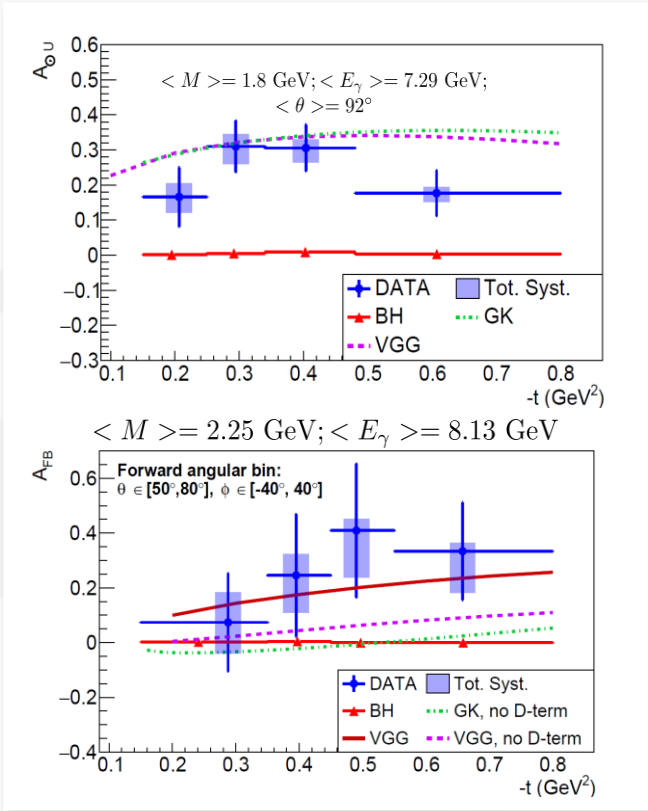 A⊙U
0.6
0.5
0.4
0.3
0.2
0.1
0
−0.1
−0.2
−0.3
< M >= 1.8 GeV; < Eγ >= 7.29 GeV;
< θ >= 92°
DATA Tot. Syst.
BH GK
VGG
0.1 0.2 0.3 0.4 0.5 0.6 0.7 0.8
-t (GeV²)
< M >= 2.25 GeV; < Eγ >= 8.13 GeV
AFB
0.6
0.4
0.2
0
−0.2
−0.4
Forward angular bin:
θ ∈ [50°,80°], ϕ ∈ [-40°, 40°]
DATA Tot. Syst.
BH GK, no D-term
VGG VGG, no D-term
0.1 0.2 0.3 0.4 0.5 0.6 0.7 0.8
-t (GeV²)